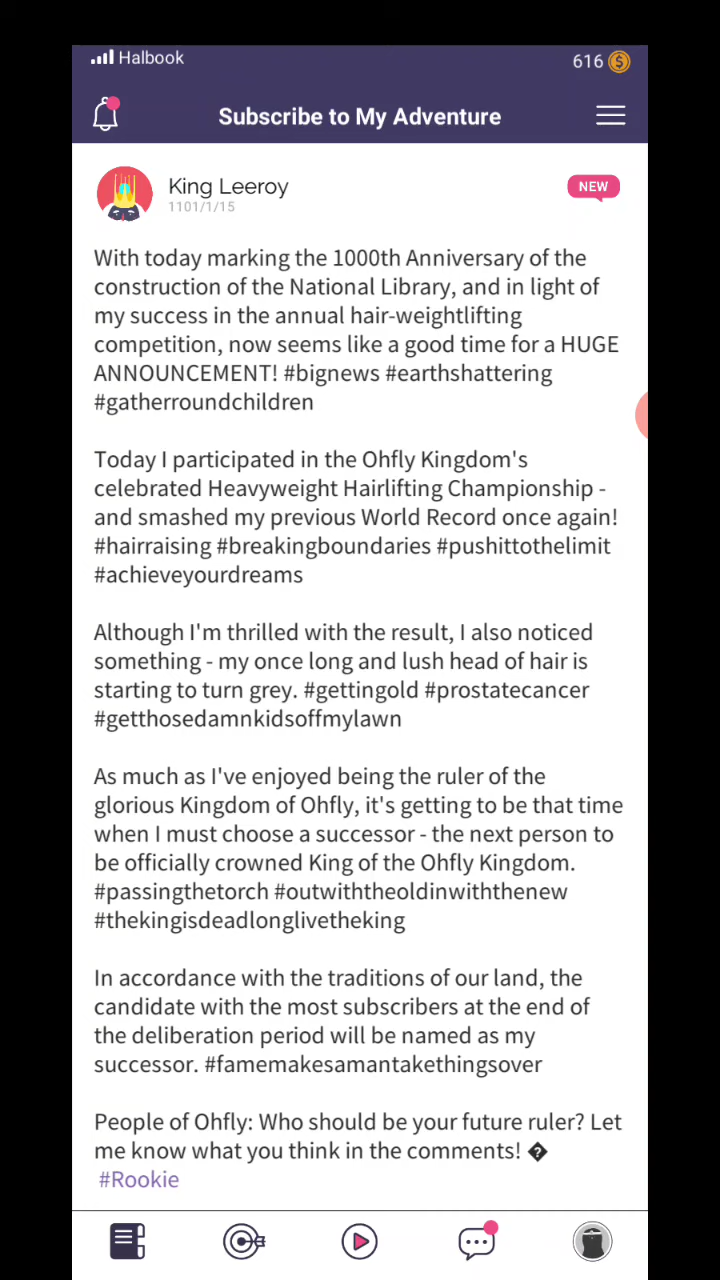 Halbook
616
Subscribe to My Adventure
King Leeroy
NEW
1101/1/15
With today marking the 1000th Anniversary of the
construction of the National Library, and in light of
my success in the annual hair-weightlifting
competition, now seems like a good time for a HUGE
ANNOUNCEMENT! #bignews #earthshattering
#gatherroundchildren
Today I participated in the Ohfly Kingdom's
celebrated Heavyweight Hairlifting Championship -
and smashed my previous World Record once again!
#hairraising #breakingboundaries #pushittothelimit
#achieveyourdreams
Although I'm thrilled with the result, I also noticed
something - my once long and lush head of hair is
starting to turn grey. #gettingold #prostatecancer
#getthosedamnkidsoffmylawn
As much as I've enjoyed being the ruler of the
glorious Kingdom of Ohfly, it's getting to be that time
when I must choose a successor - the next person to
be officially crowned King of the Ohfly Kingdom.
#passingthetorch #outwiththeoldinwiththenew
#thekingisdeadlonglivetheking
In accordance with the traditions of our land, the
candidate with the most subscribers at the end of
the deliberation period will be named as my
successor. #famemakesamantakethingsover
People of Ohfly: Who should be your future ruler? Let
me know what you think in the comments! �
#Rookie